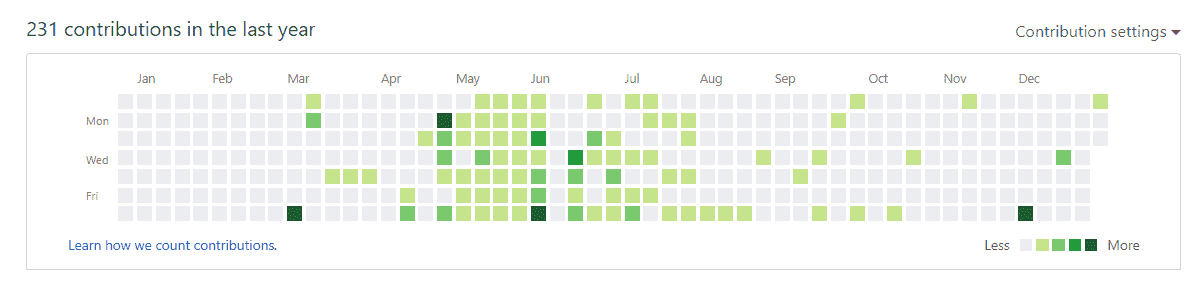 231 contributions in the last year
Contribution settings
Jan Feb Mar Apr May Jun Jul Aug Sep Oct Nov Dec
Mon
Wed
Fri
Learn how we count contributions.
Less More